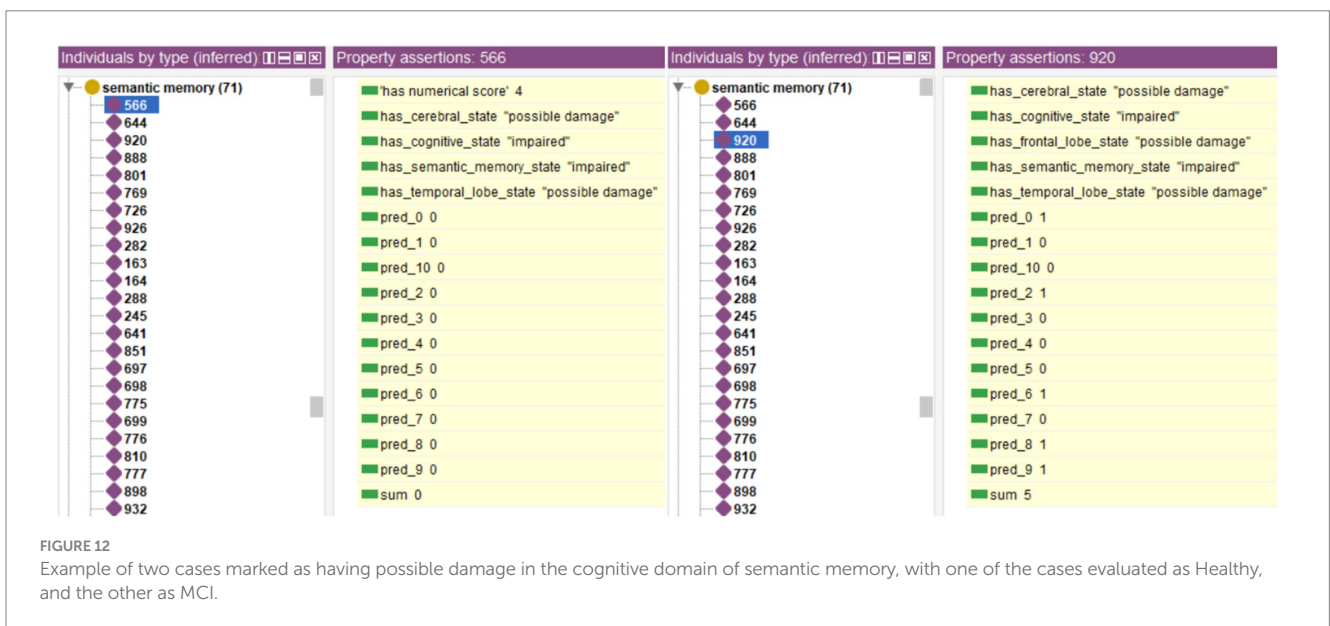 Individuals by type (inferred)
semantic memory (71)
566
644
920
888
801
769
726
926
282
163
164
288
245
641
851
697
698
775
699
776
810
777
898
932
Property assertions: 566
'has numerical score' 4
has_cerebral_state "possible damage"
has_cognitive_state "impaired"
has_semantic_memory_state "impaired"
has_temporal_lobe_state "possible damage"
pred_0 0
pred_1 0
pred_10 0
pred_2 0
pred_3 0
pred_4 0
pred_5 0
pred_6 0
pred_7 0
pred_8 0
pred_9 0
sum 0
Individuals by type (inferred)
semantic memory (71)
566
644
920
888
801
769
726
926
282
163
164
288
245
641
851
697
698
775
699
776
810
777
898
932
Property assertions: 920
has_cerebral_state "possible damage"
has_cognitive_state "impaired"
has_frontal_lobe_state "possible damage"
has_semantic_memory_state "impaired"
has_temporal_lobe_state "possible damage"
pred_0 1
pred_1 0
pred_10 0
pred_2 1
pred_3 0
pred_4 0
pred_5 0
pred_6 1
pred_7 0
pred_8 1
pred_9 1
sum 5
FIGURE 12
Example of two cases marked as having possible damage in the cognitive domain of semantic memory, with one of the cases evaluated as Healthy,
and the other as MCI.